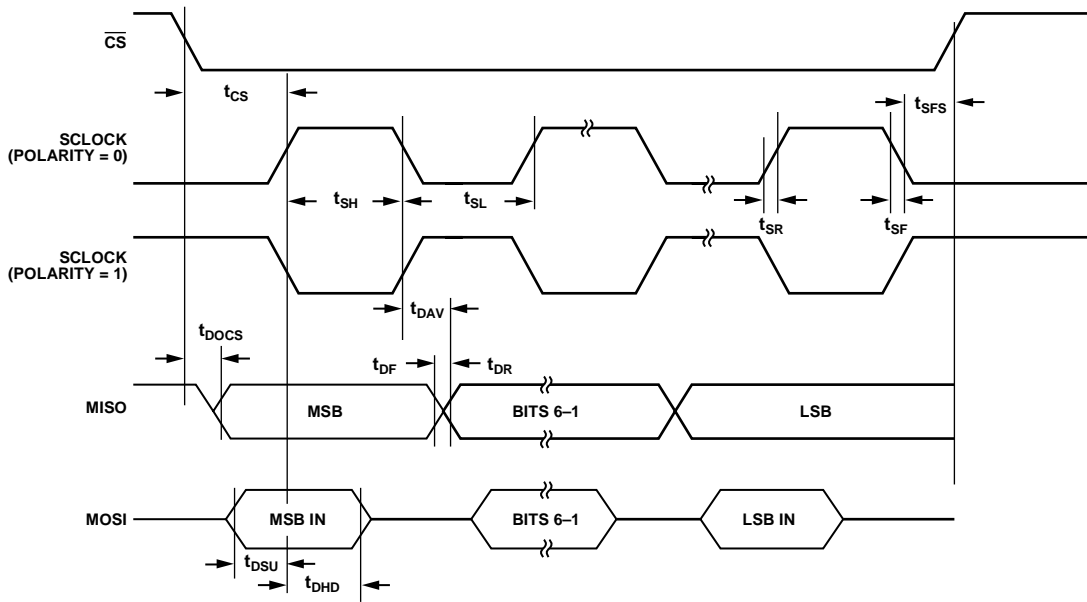 CS
tCS
tSFS
SCLOCK
(POLARITY = 0)
tSH
tSL
tSR
tSF
SCLOCK
(POLARITY = 1)
tDAV
tDOCS
tDF
tDR
MISO
MSB
BITS 6–1
LSB
MOSI
MSB IN
BITS 6–1
LSB IN
tDSU
tDHD